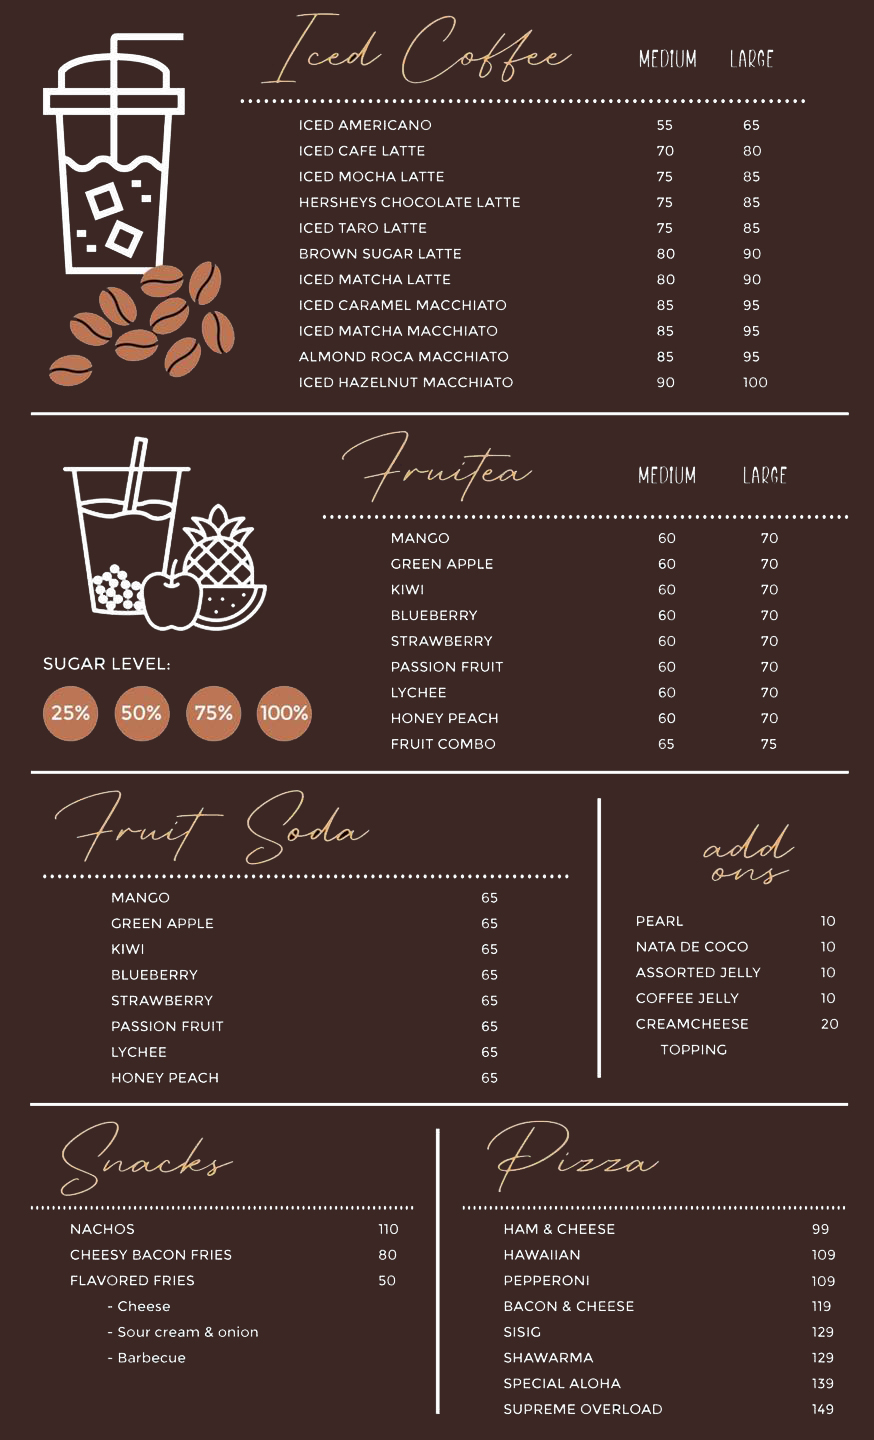 Iced Coffee MEDIUM LARGE
ICED AMERICANO 55 65
ICED CAFE LATTE 70 80
ICED MOCHA LATTE 75 85
HERSHEYS CHOCOLATE LATTE 75 85
ICED TARO LATTE 75 85
BROWN SUGAR LATTE 80 90
ICED MATCHA LATTE 80 90
ICED CARAMEL MACCHIATO 85 95
ICED MATCHA MACCHIATO 85 95
ALMOND ROCA MACCHIATO 85 95
ICED HAZELNUT MACCHIATO 90 100
Fruitea MEDIUM LARGE
MANGO 60 70
GREEN APPLE 60 70
KIWI 60 70
BLUEBERRY 60 70
STRAWBERRY 60 70
PASSION FRUIT 60 70
LYCHEE 60 70
HONEY PEACH 60 70
FRUIT COMBO 65 75
SUGAR LEVEL:
25% 50% 75% 100%
Fruit Soda
MANGO 65
GREEN APPLE 65
KIWI 65
BLUEBERRY 65
STRAWBERRY 65
PASSION FRUIT 65
LYCHEE 65
HONEY PEACH 65
add
ons
PEARL 10
NATA DE COCO 10
ASSORTED JELLY 10
COFFEE JELLY 10
CREAMCHEESE 20
TOPPING
Snacks
NACHOS 110
CHEESY BACON FRIES 80
FLAVORED FRIES 50
- Cheese
- Sour cream & onion
- Barbecue
Pizza
HAM & CHEESE 99
HAWAIIAN 109
PEPPERONI 109
BACON & CHEESE 119
SISIG 129
SHAWARMA 129
SPECIAL ALOHA 139
SUPREME OVERLOAD 149